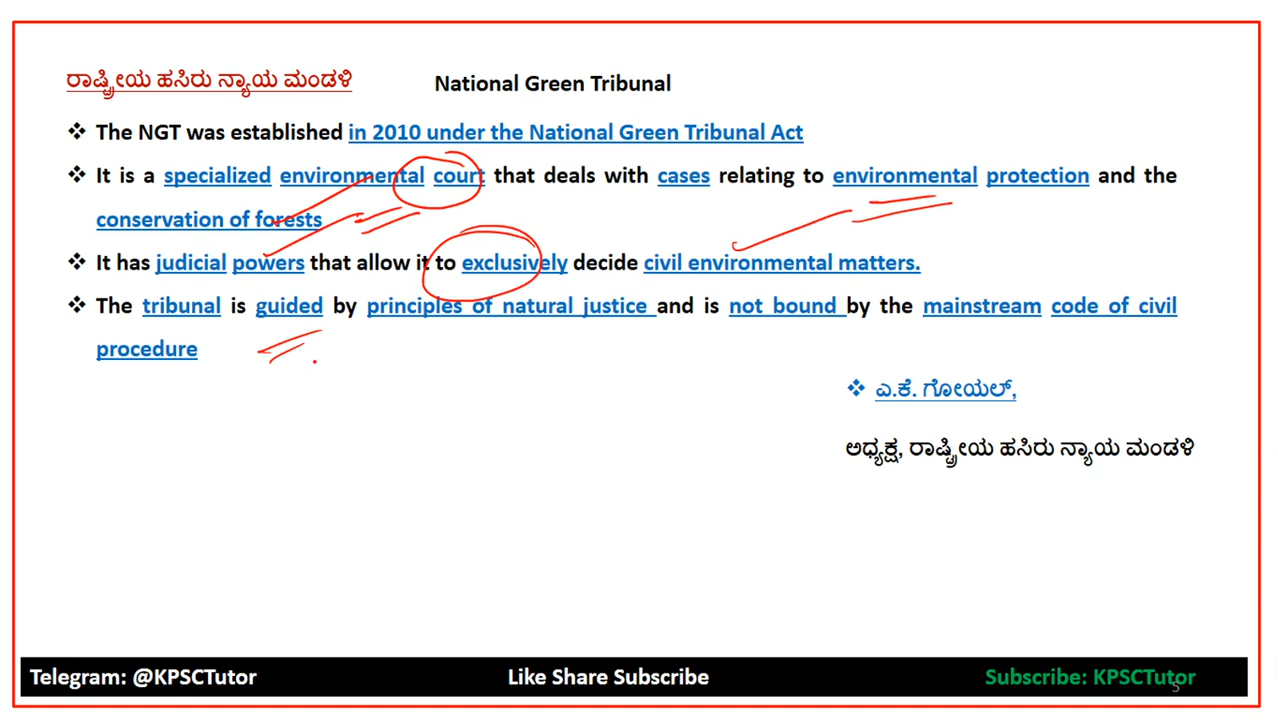 ರಾಷ್ಟ್ರೀಯ ಹಸಿರು ನ್ಯಾಯ ಮಂಡಳಿ National Green Tribunal
❖ The NGT was established in 2010 under the National Green Tribunal Act
❖ It is a specialized environmental court that deals with cases relating to environmental protection and the
conservation of forests
❖ It has judicial powers that allow it to exclusively decide civil environmental matters.
❖ The tribunal is guided by principles of natural justice and is not bound by the mainstream code of civil
procedure
❖ ಎ.ಕೆ. ಗೋಯಲ್,
ಅಧ್ಯಕ್ಷ, ರಾಷ್ಟ್ರೀಯ ಹಸಿರು ನ್ಯಾಯ ಮಂಡಳಿ
Telegram: @KPSCTutor Like Share Subscribe Subscribe: KPSCTutor
5